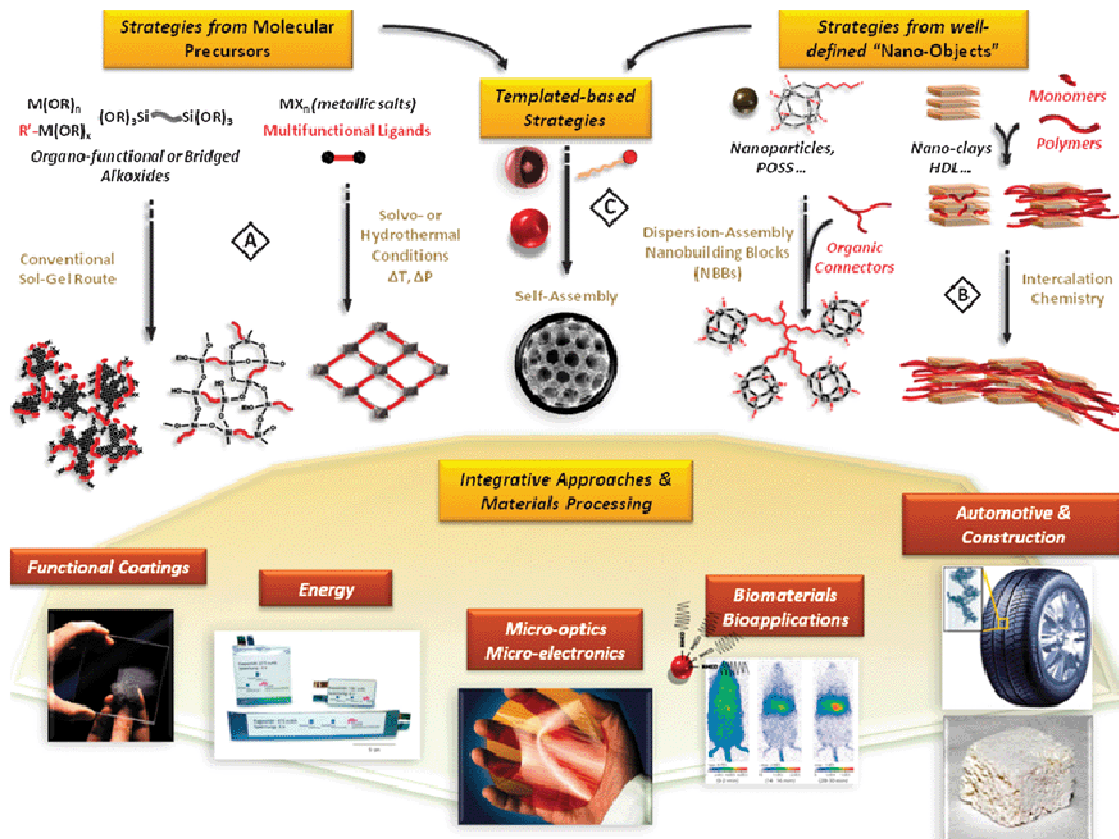 Strategies from Molecular
Precursors
Strategies from well-
defined "Nano-Objects"
Templated-based
Strategies
M(OR)n
R'-M(OR)x
(OR)3Si
Si(OR)3
Organo-functional or Bridged
Alkoxides
MXn(metallic salts)
Multifunctional Ligands
Nanoparticles,
POSS ...
Nano-clays
HDL ...
Monomers
Polymers
A
C
B
Conventional
Sol-Gel Route
Solvo- or
Hydrothermal
Conditions
ΔT, ΔP
Self-Assembly
Dispersion-Assembly
Nanobuilding Blocks
(NBBs)
Organic
Connectors
Intercalation
Chemistry
Integrative Approaches &
Materials Processing
Functional Coatings
Energy
Micro-optics
Micro-electronics
Biomaterials
Bioapplications
Automotive &
Construction